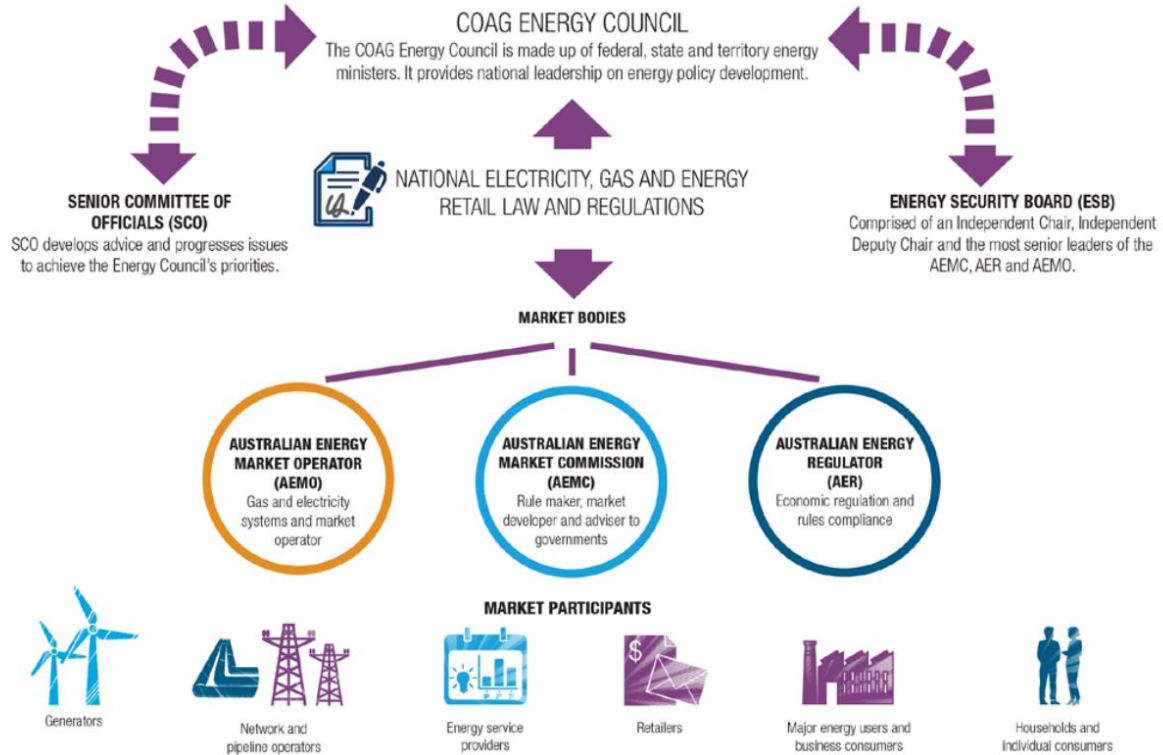 COAG ENERGY COUNCIL
The COAG Energy Council is made up of federal, state and territory energy
ministers. It provides national leadership on energy policy development.
NATIONAL ELECTRICITY, GAS AND ENERGY
RETAIL LAW AND REGULATIONS
SENIOR COMMITTEE OF
OFFICIALS (SCO)
SCO develops advice and progresses issues
to achieve the Energy Council's priorities.
ENERGY SECURITY BOARD (ESB)
Comprised of an Independent Chair, Independent
Deputy Chair and the most senior leaders of the
AEMC, AER and AEMO.
MARKET BODIES
AUSTRALIAN ENERGY
MARKET OPERATOR
(AEMO)
Gas and electricity
systems and market
operator
AUSTRALIAN ENERGY
MARKET COMMISSION
(AEMC)
Rule maker, market
developer and adviser to
governments
AUSTRALIAN ENERGY
REGULATOR
(AER)
Economic regulation and
rules compliance
MARKET PARTICIPANTS
$
Generators
Network and
pipeline operators
Energy service
providers
Retailers
Major energy users and
business consumers
Households and
individual consumers